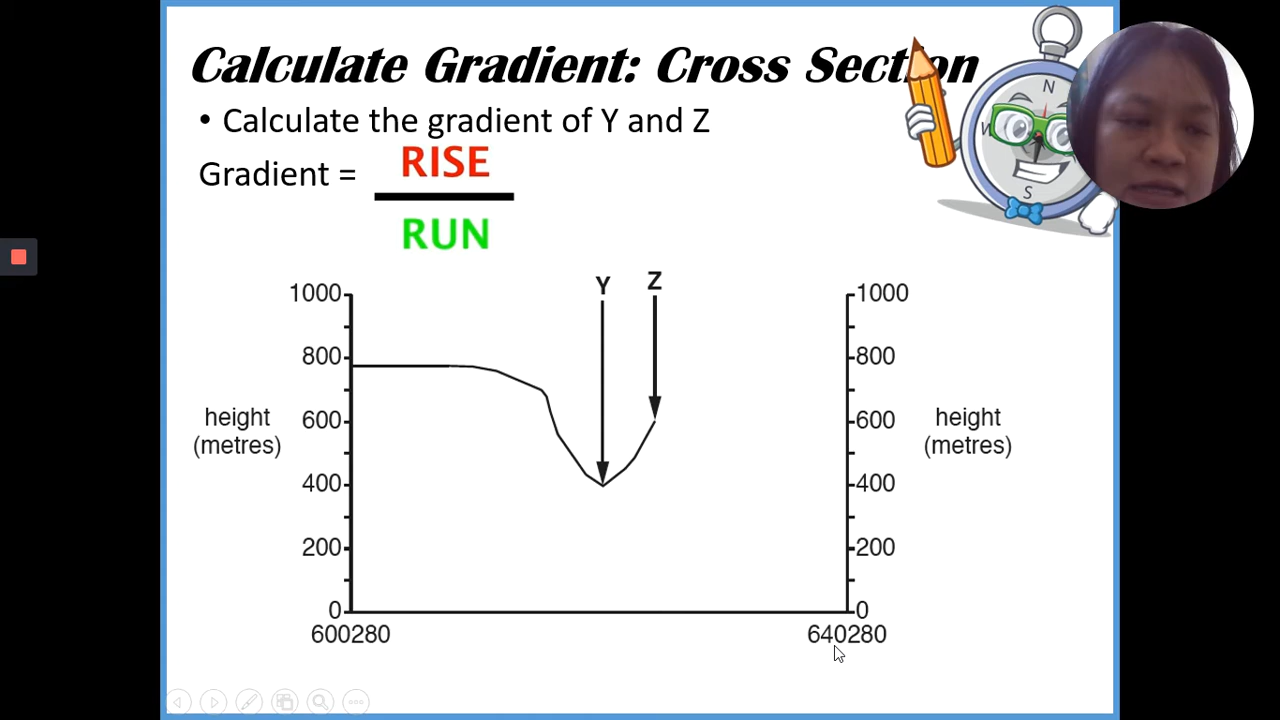 Calculate Gradient: Cross Section
• Calculate the gradient of Y and Z
Gradient = RISE
RUN
Y Z
1000 1000
800 800
height (metres) 600 600 height (metres)
400 400
200 200
0 0
600280 640280
N
W
S